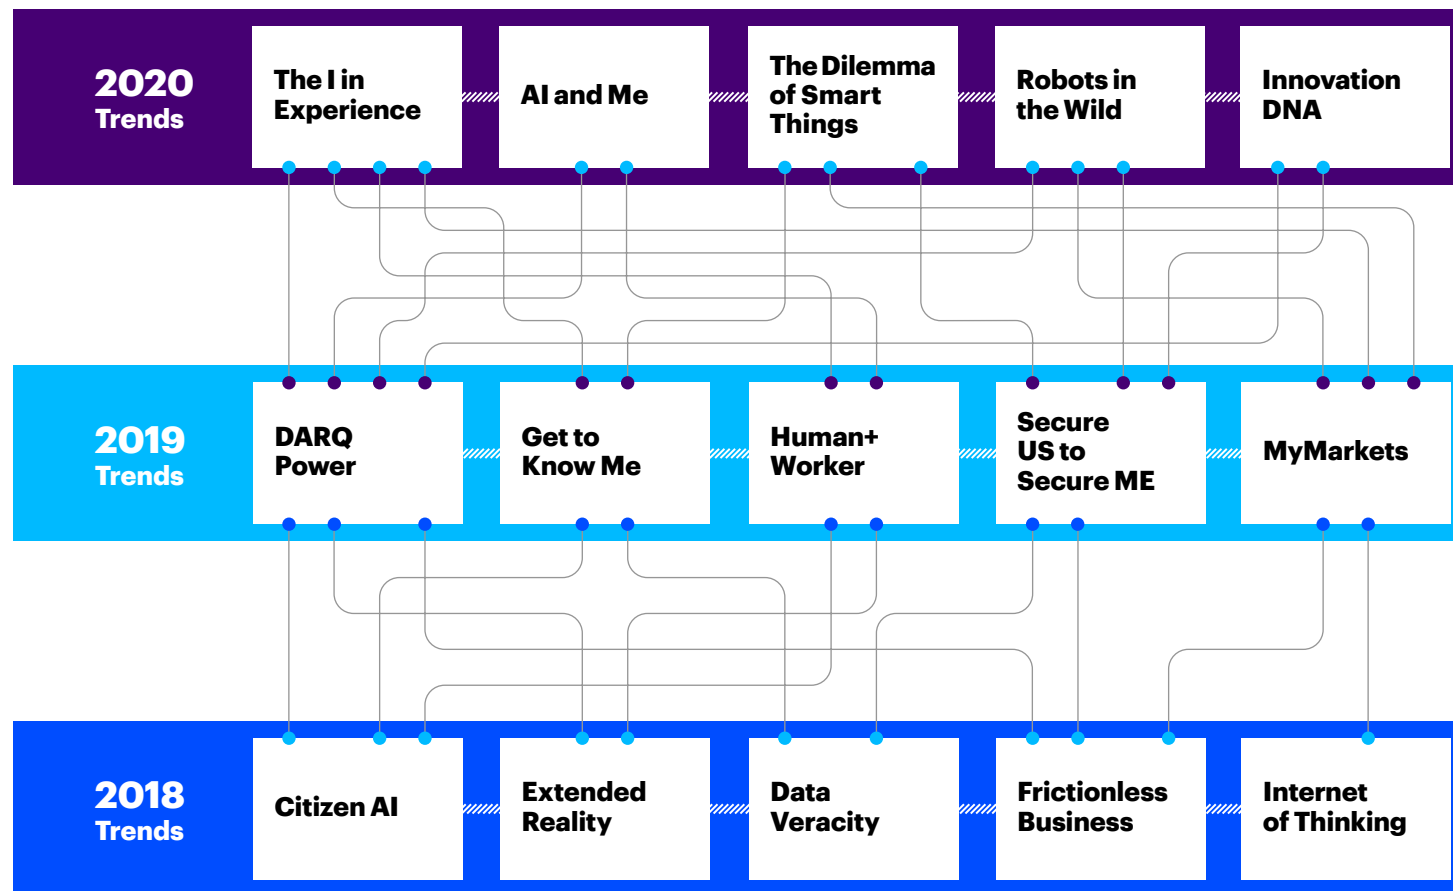 2020
Trends
The I in
Experience
AI and Me
The Dilemma
of Smart
Things
Robots in
the Wild
Innovation
DNA
2019
Trends
DARQ
Power
Get to
Know Me
Human+
Worker
Secure
US to
Secure ME
MyMarkets
2018
Trends
Citizen AI
Extended
Reality
Data
Veracity
Frictionless
Business
Internet
of Thinking